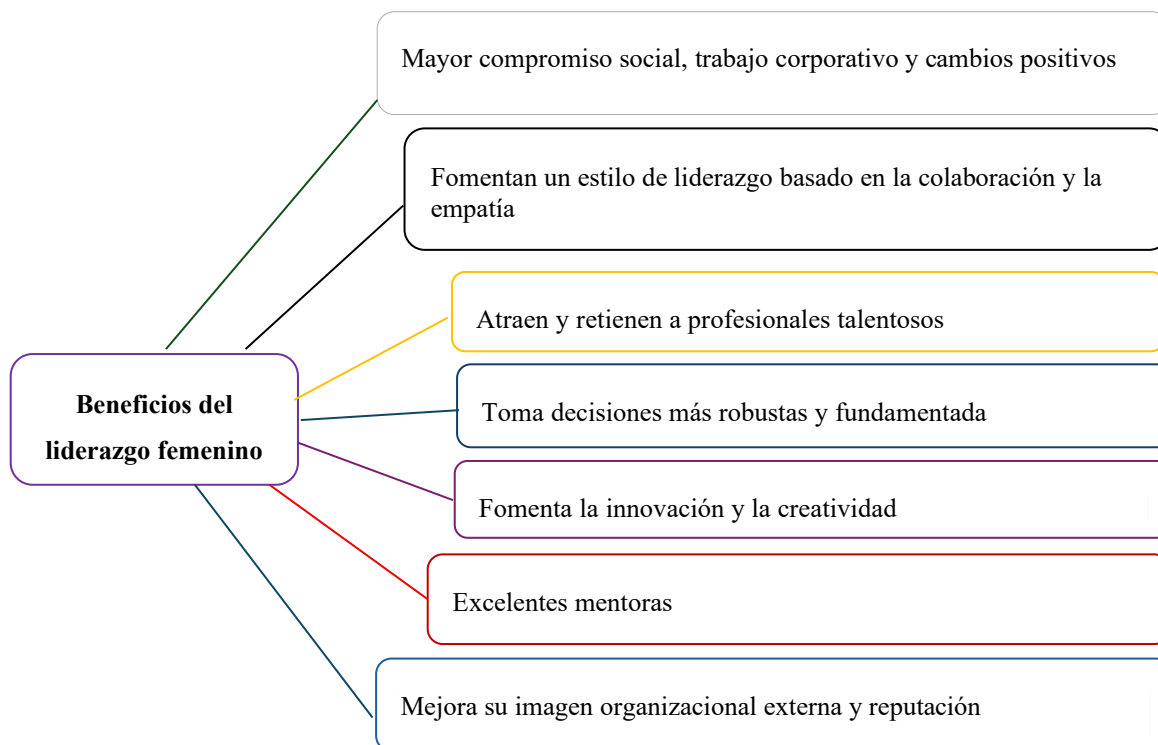 Mayor compromiso social, trabajo corporativo y cambios positivos
Fomentan un estilo de liderazgo basado en la colaboración y la
empatía
Atraen y retienen a profesionales talentosos
Beneficios del
liderazgo femenino
Toma decisiones más robustas y fundamentada
Fomenta la innovación y la creatividad
Excelentes mentoras
Mejora su imagen organizacional externa y reputación